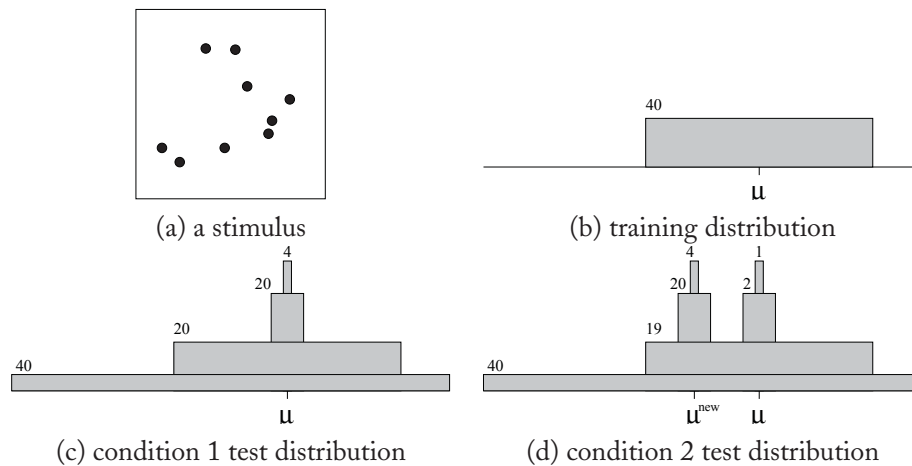 40
μ
(a) a stimulus
(b) training distribution
4
20
20
40
μ
(c) condition 1 test distribution
4
1
20
2
19
40
μnew
μ
(d) condition 2 test distribution